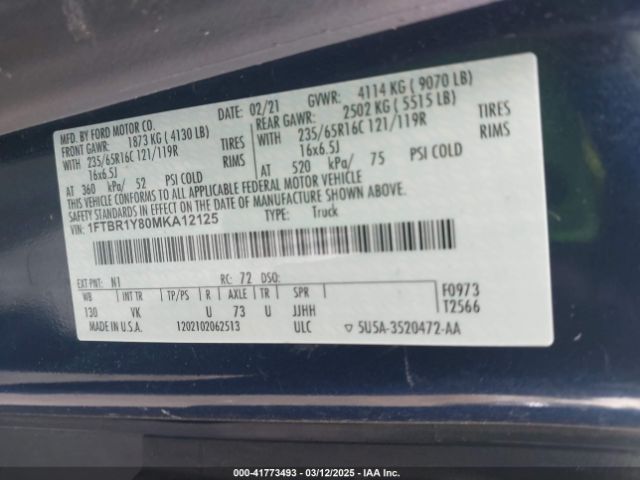 MFD. BY FORD MOTOR CO.
DATE: 02/21 GVWR: 4114 KG ( 9070 LB)
FRONT GAWR: 1873 KG ( 4130 LB) REAR GAWR: 2502 KG ( 5515 LB)
WITH 235/65R16C 121/119R TIRES WITH 235/65R16C 121/119R TIRES
16x6.5J RIMS 16x6.5J RIMS
AT 360 kPa/ 52 PSI COLD AT 520 kPa/ 75 PSI COLD
THIS VEHICLE CONFORMS TO ALL APPLICABLE FEDERAL MOTOR VEHICLE
SAFETY STANDARDS IN EFFECT ON THE DATE OF MANUFACTURE SHOWN ABOVE.
VIN: 1FTBR1Y80MKA12125 TYPE: Truck
EXT PNT: N1 RC: 72 DSO:
WB INT TR TP/PS R AXLE TR SPR F0973
130 VK U 73 U JJHH T2566
MADE IN U.S.A. 1202102062513 ULC ▽ 5U5A-3520472-AA
000-41773493 - 03/12/2025 - IAA Inc.